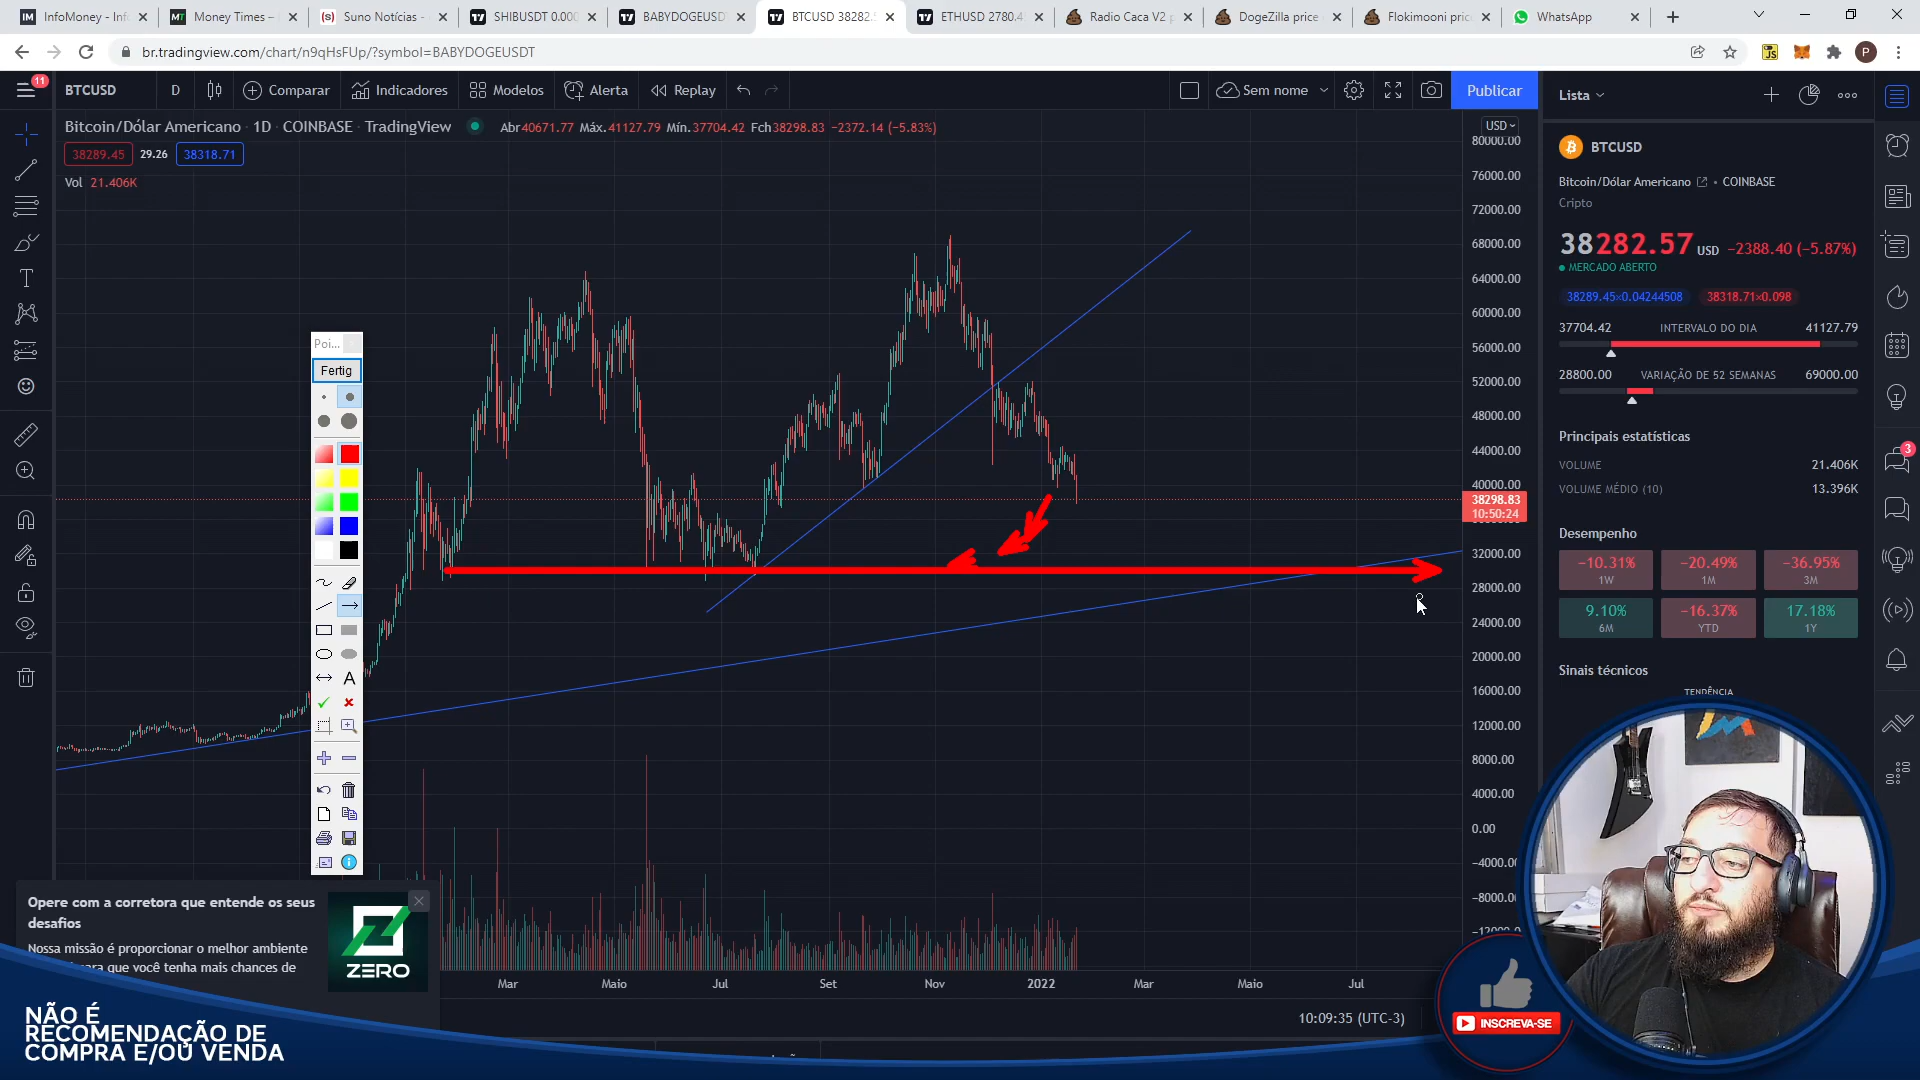 InfoMoney - Info
Money Times –
Suno Notícias -
SHIBUSDT 0.000
BABYDOGEUSD
BTCUSD 38282.5
ETHUSD 2780.4
Radio Caca V2 p
DogeZilla price c
Flokimooni pric
WhatsApp
br.tradingview.com/chart/n9qHsFUp/?symbol=BABYDOGEUSDT
P
11
BTCUSD
D
Comparar
Indicadores
Modelos
Alerta
Replay
Sem nome
Publicar
Lista
Bitcoin/Dólar Americano · 1D · COINBASE · TradingView
Abr40671.77 Máx.41127.79 Mín.37704.42 Fch38298.83 −2372.14 (−5.83%)
38289.45 29.26 38318.71
Vol 21.406K
USD
80000.00
76000.00
72000.00
68000.00
64000.00
60000.00
56000.00
52000.00
48000.00
44000.00
40000.00
38298.83
10:50:24
32000.00
28000.00
24000.00
20000.00
16000.00
12000.00
8000.00
4000.00
0.00
−4000.00
−8000.00
Poi...
Fertig
A
Mar
Maio
Jul
Set
Nov
2022
Mar
Maio
Jul
10:09:35 (UTC-3)
BTCUSD
Bitcoin/Dólar Americano • COINBASE
Cripto
38282.57 USD −2388.40 (−5.87%)
MERCADO ABERTO
38289.45×0.04244508 38318.71×0.098
37704.42 INTERVALO DO DIA 41127.79
28800.00 VARIAÇÃO DE 52 SEMANAS 69000.00
Principais estatísticas
VOLUME 21.406K
VOLUME MÉDIO (10) 13.396K
Desempenho
−10.31% −20.49% −36.95%
1W 1M 3M
9.10% −16.37% 17.18%
6M YTD 1Y
Sinais técnicos
TENDÊNCIA
3
Opere com a corretora que entende os seus
desafios
Nossa missão é proporcionar o melhor ambiente
para que você tenha mais chances de
ZERO
NÃO É
RECOMENDAÇÃO DE
COMPRA E/OU VENDA
INSCREVA-SE